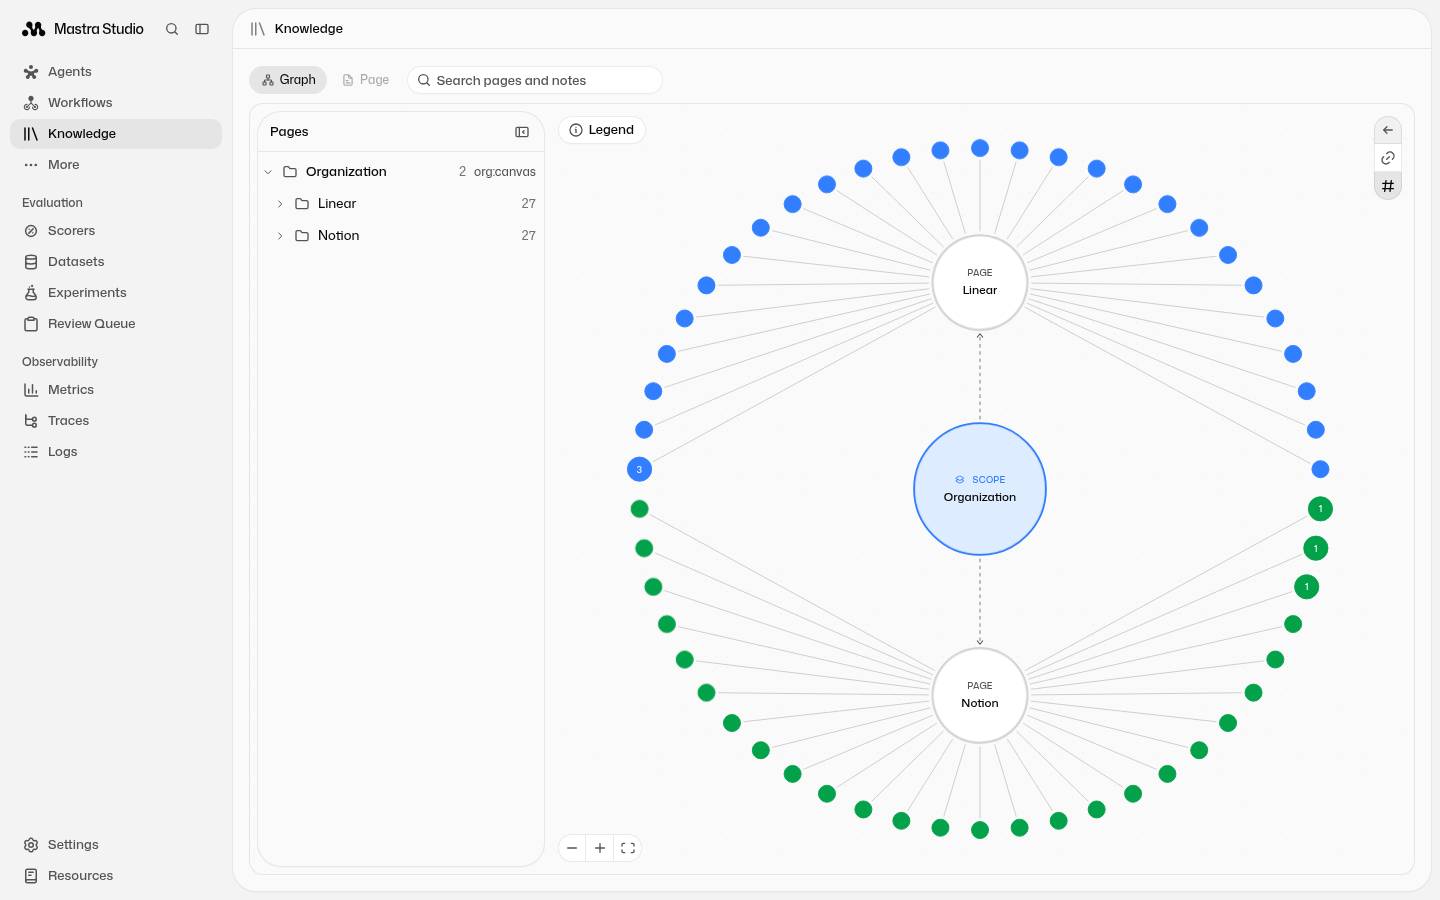 Mastra Studio
Agents
Workflows
Knowledge
More
Evaluation
Scorers
Datasets
Experiments
Review Queue
Observability
Metrics
Traces
Logs
Settings
Resources
Knowledge
Graph
Page
Search pages and notes
Pages
Organization 2 org:canvas
Linear 27
Notion 27
Legend
PAGE
Linear
3
SCOPE
Organization
1
1
1
PAGE
Notion